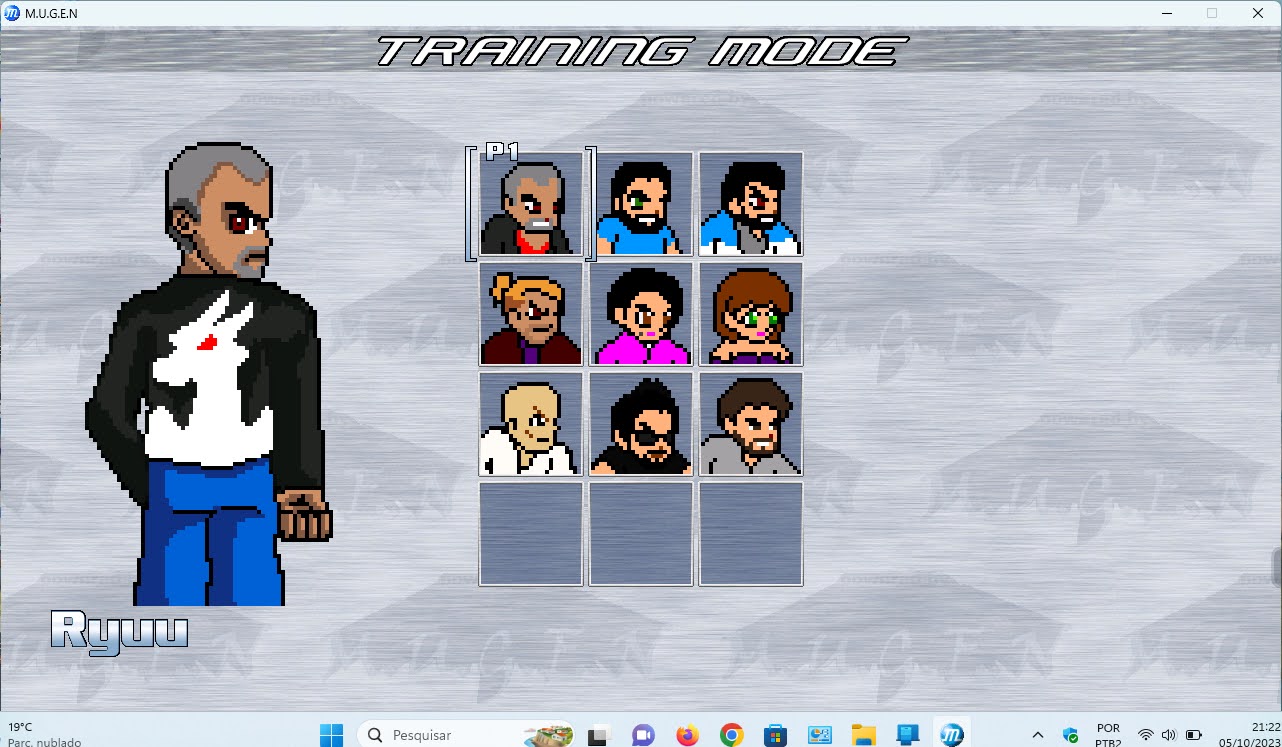 M.U.G.E.N
TRAINING MODE
P1
Ryuu
19°C
Parc. nublado
Pesquisar
POR
PTB2
21:22
05/10/2023